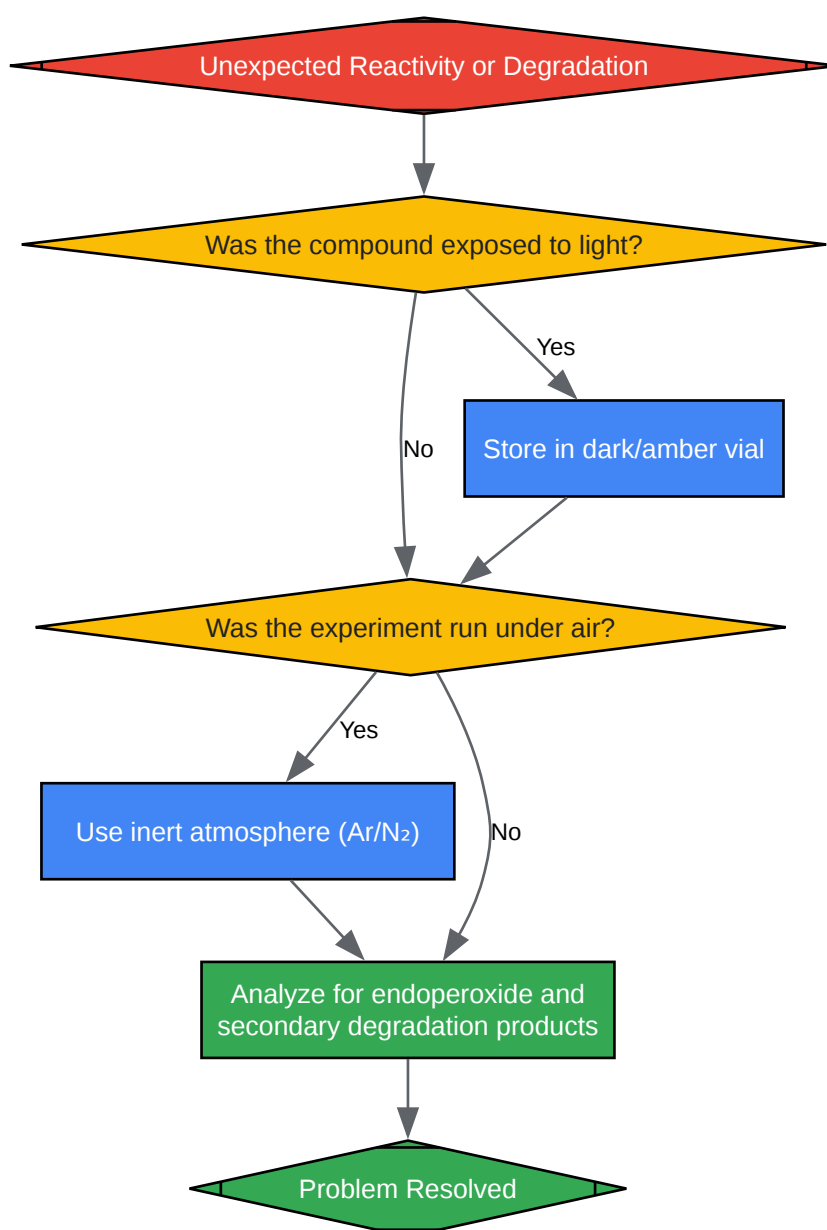 Unexpected Reactivity or Degradation
Was the compound exposed to light?
Yes
Store in dark/amber vial
No
Was the experiment run under air?
Yes
Use inert atmosphere (Ar/N₂)
No
Analyze for endoperoxide and
secondary degradation products
Problem Resolved